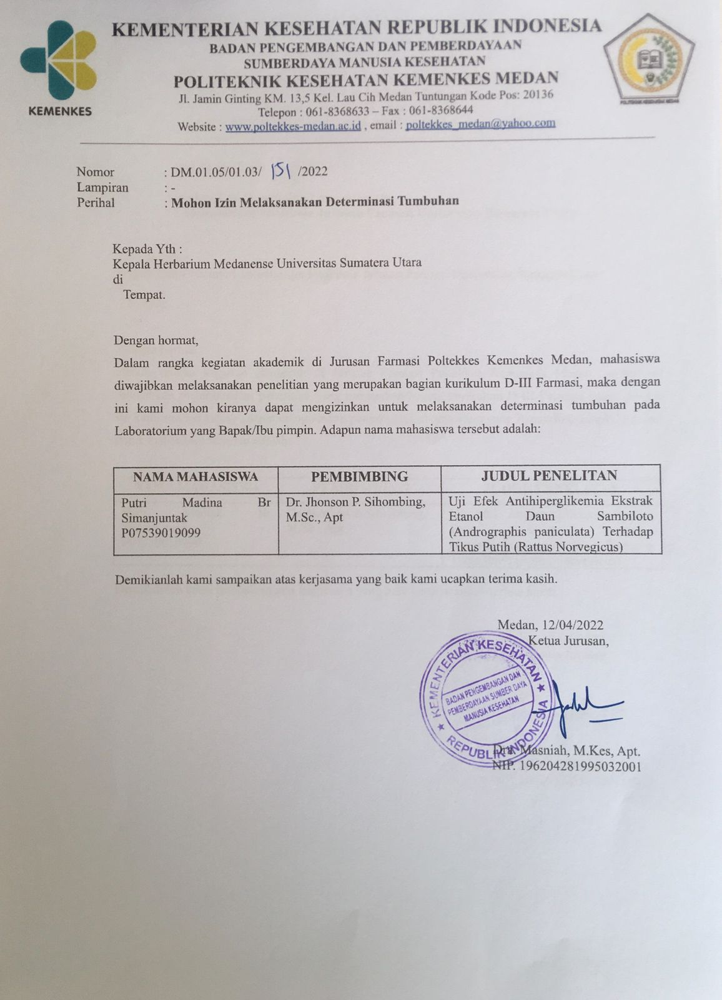 KEMENTERIAN KESEHATAN REPUBLIK INDONESIA
BADAN PENGEMBANGAN DAN PEMBERDAYAAN
SUMBERDAYA MANUSIA KESEHATAN
POLITEKNIK KESEHATAN KEMENKES MEDAN
Jl. Jamin Ginting KM. 13,5 Kel. Lau Cih Medan Tuntungan Kode Pos: 20136
Telepon : 061-8368633 – Fax : 061-8368644
Website : www.poltekkes-medan.ac.id , email : poltekkes_medan@yahoo.com
KEMENKES
POLITEKNIK KESEHATAN MEDAN
Nomor : DM.01.05/01.03/ 151 /2022
Lampiran : -
Perihal : Mohon Izin Melaksanakan Determinasi Tumbuhan
Kepada Yth :
Kepala Herbarium Medanense Universitas Sumatera Utara
di
Tempat.
Dengan hormat,
Dalam rangka kegiatan akademik di Jurusan Farmasi Poltekkes Kemenkes Medan, mahasiswa
diwajibkan melaksanakan penelitian yang merupakan bagian kurikulum D-III Farmasi, maka dengan
ini kami mohon kiranya dapat mengizinkan untuk melaksanakan determinasi tumbuhan pada
Laboratorium yang Bapak/Ibu pimpin. Adapun nama mahasiswa tersebut adalah:
NAMA MAHASISWA PEMBIMBING JUDUL PENELITAN
Putri Madina Br
Simanjuntak
P07539019099
Dr. Jhonson P. Sihombing,
M.Sc., Apt
Uji Efek Antihiperglikemia Ekstrak
Etanol Daun Sambiloto
(Andrographis paniculata) Terhadap
Tikus Putih (Rattus Norvegicus)
Demikianlah kami sampaikan atas kerjasama yang baik kami ucapkan terima kasih.
Medan, 12/04/2022
Ketua Jurusan,
KEMENTERIAN KESEHATAN
BADAN PENGEMBANGAN DAN
PEMBERDAYAAN SUMBER DAYA
MANUSIA KESEHATAN
REPUBLIK INDONESIA
Dra. Masniah, M.Kes, Apt.
NIP. 196204281995032001